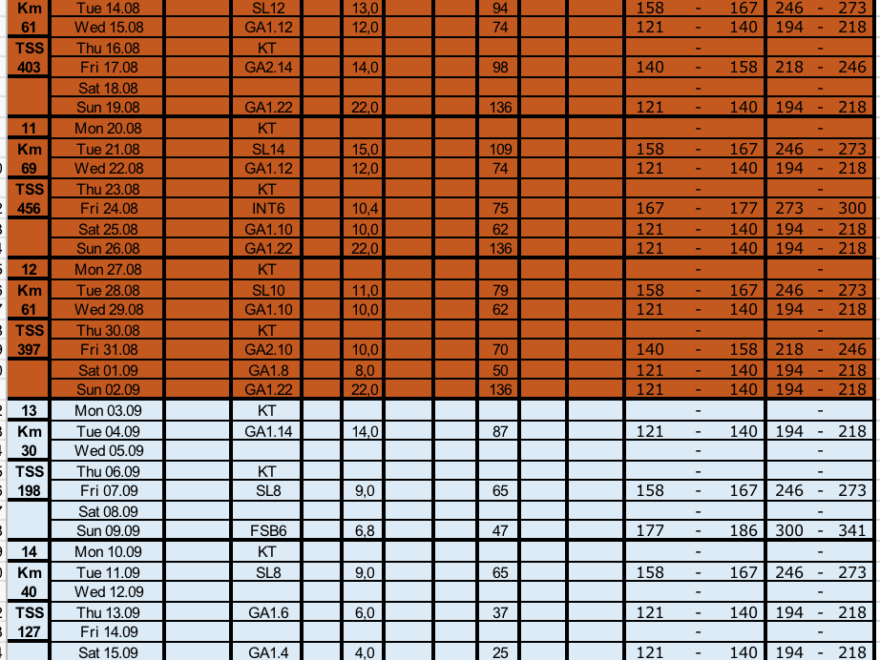 Km Tue 14.08 SL12 13,0 94 158 - 167 246 - 273
61 Wed 15.08 GA1.12 12,0 74 121 - 140 194 - 218
TSS Thu 16.08 KT - -
403 Fri 17.08 GA2.14 14,0 98 140 - 158 218 - 246
Sat 18.08 - -
Sun 19.08 GA1.22 22,0 136 121 - 140 194 - 218
11 Mon 20.08 KT - -
Km Tue 21.08 SL14 15,0 109 158 - 167 246 - 273
69 Wed 22.08 GA1.12 12,0 74 121 - 140 194 - 218
TSS Thu 23.08 KT - -
456 Fri 24.08 INT6 10,4 75 167 - 177 273 - 300
Sat 25.08 GA1.10 10,0 62 121 - 140 194 - 218
Sun 26.08 GA1.22 22,0 136 121 - 140 194 - 218
12 Mon 27.08 KT - -
Km Tue 28.08 SL10 11,0 79 158 - 167 246 - 273
61 Wed 29.08 GA1.10 10,0 62 121 - 140 194 - 218
TSS Thu 30.08 KT - -
397 Fri 31.08 GA2.10 10,0 70 140 - 158 218 - 246
Sat 01.09 GA1.8 8,0 50 121 - 140 194 - 218
Sun 02.09 GA1.22 22,0 136 121 - 140 194 - 218
13 Mon 03.09 KT - -
Km Tue 04.09 GA1.14 14,0 87 121 - 140 194 - 218
30 Wed 05.09 - -
TSS Thu 06.09 KT - -
198 Fri 07.09 SL8 9,0 65 158 - 167 246 - 273
Sat 08.09 - -
Sun 09.09 FSB6 6,8 47 177 - 186 300 - 341
14 Mon 10.09 KT - -
Km Tue 11.09 SL8 9,0 65 158 - 167 246 - 273
40 Wed 12.09 - -
TSS Thu 13.09 GA1.6 6,0 37 121 - 140 194 - 218
127 Fri 14.09 - -
Sat 15.09 GA1.4 4,0 25 121 - 140 194 - 218